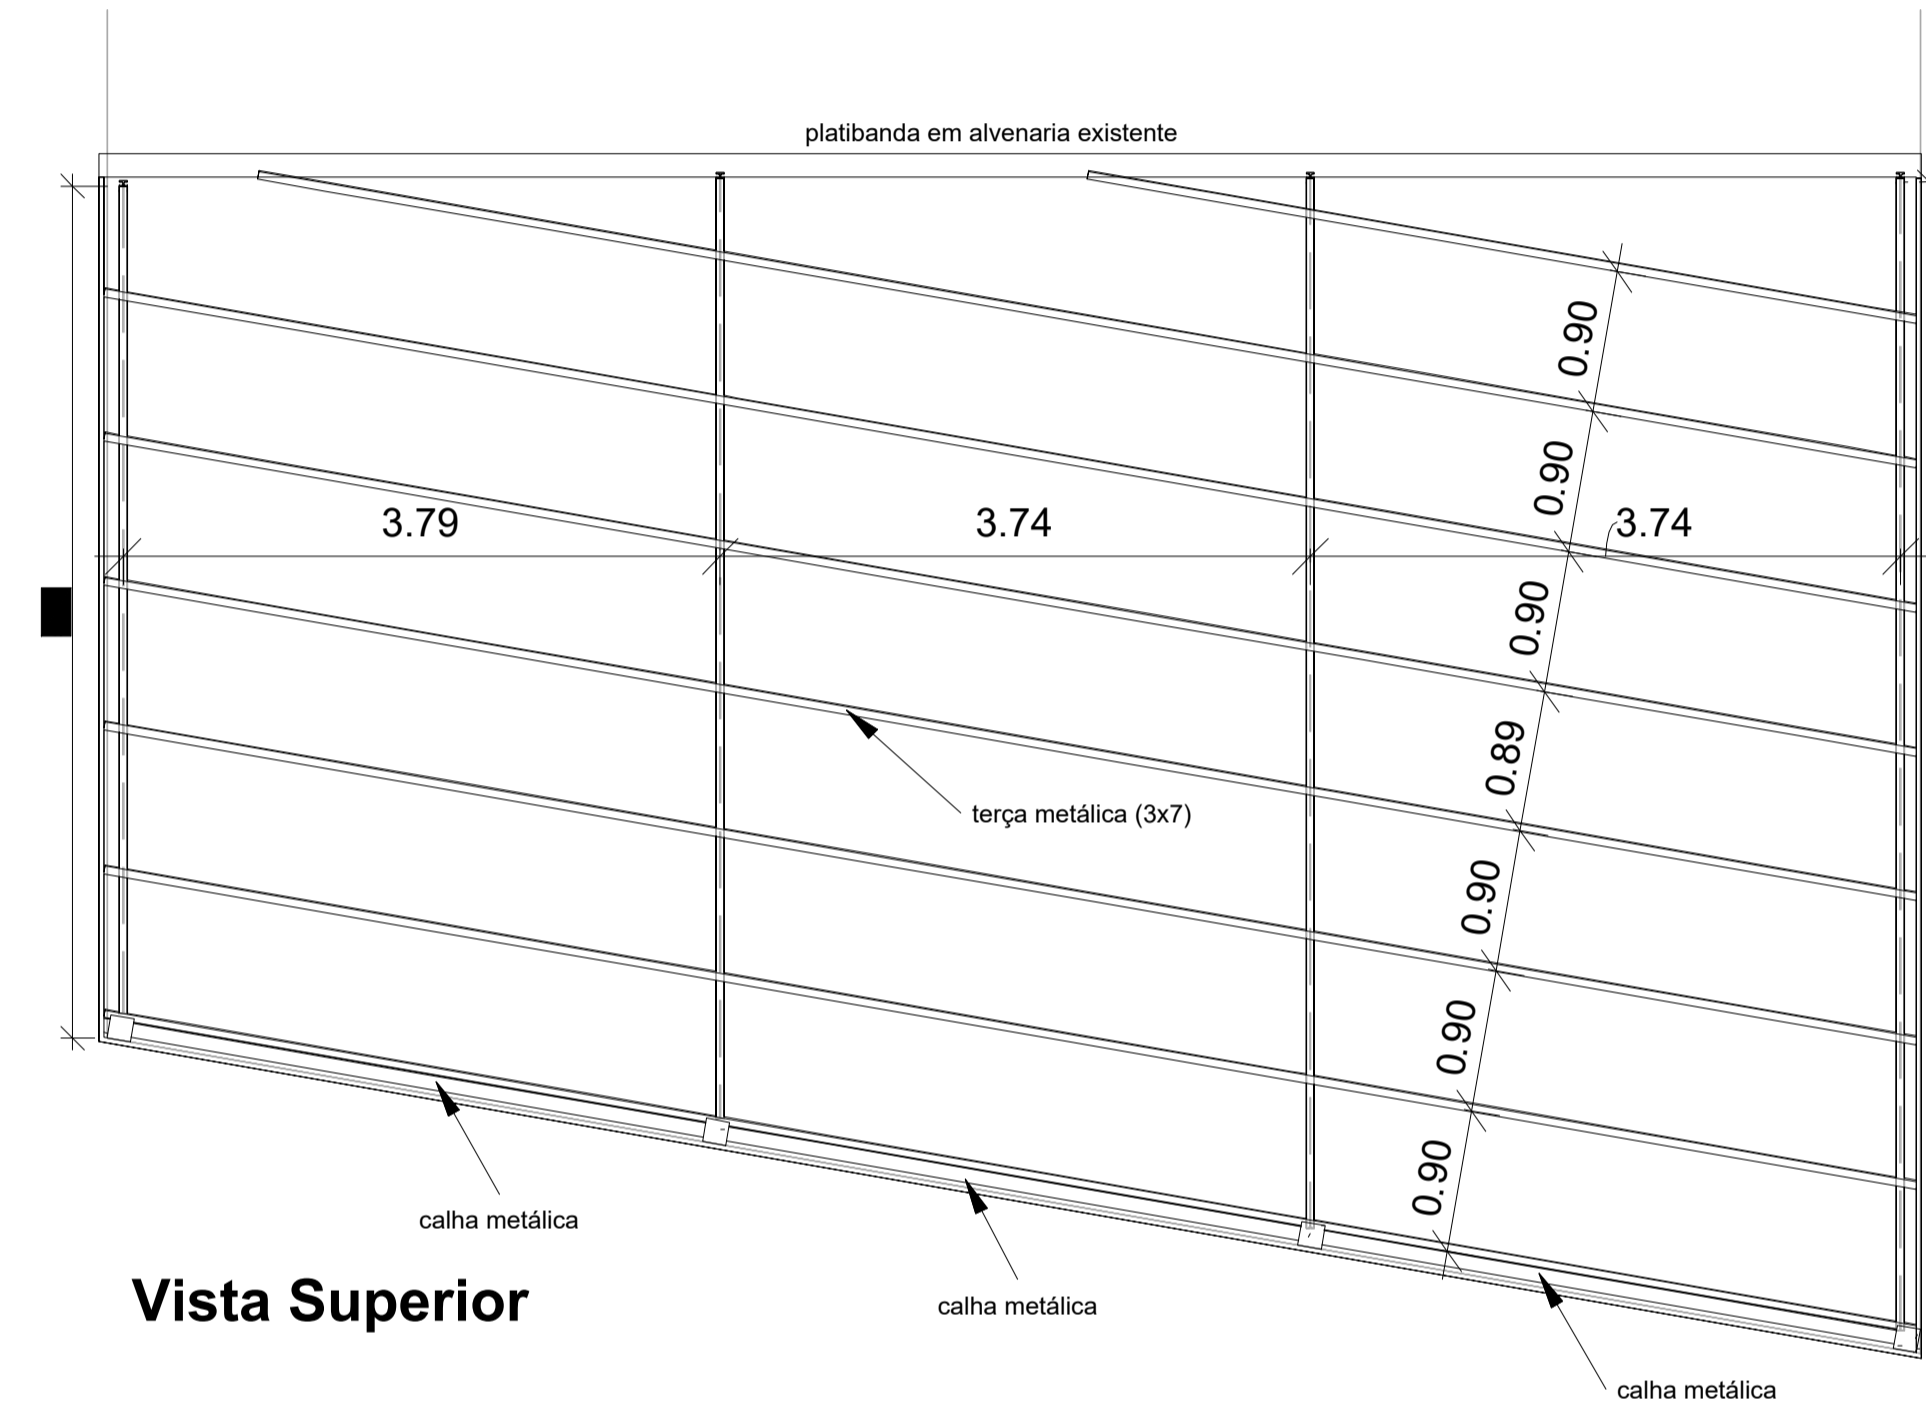 platibanda em alvenaria existente
0.90
0.90
3.79
3.74
3.74
0.90
0.89
terça metálica (3x7)
0.90
0.90
0.90
calha metálica
calha metálica
calha metálica
Vista Superior